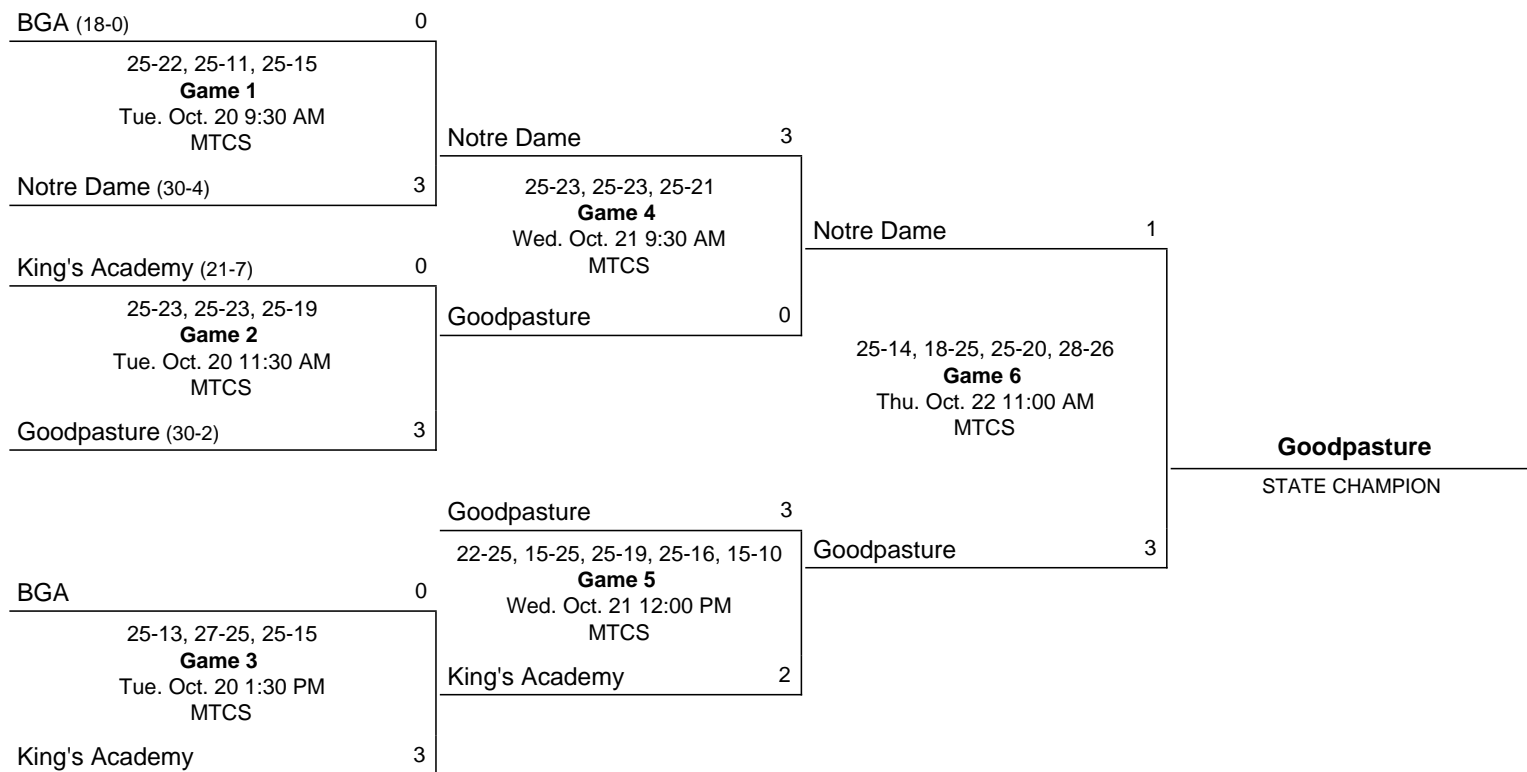 BGA (18-0) 0
25-22, 25-11, 25-15
Game 1
Tue. Oct. 20 9:30 AM
MTCS
Notre Dame (30-4) 3
King's Academy (21-7) 0
25-23, 25-23, 25-19
Game 2
Tue. Oct. 20 11:30 AM
MTCS
Goodpasture (30-2) 3
BGA 0
25-13, 27-25, 25-15
Game 3
Tue. Oct. 20 1:30 PM
MTCS
King's Academy 3
Notre Dame 3
25-23, 25-23, 25-21
Game 4
Wed. Oct. 21 9:30 AM
MTCS
Goodpasture 0
Goodpasture 3
22-25, 15-25, 25-19, 25-16, 15-10
Game 5
Wed. Oct. 21 12:00 PM
MTCS
King's Academy 2
Notre Dame 1
25-14, 18-25, 25-20, 28-26
Game 6
Thu. Oct. 22 11:00 AM
MTCS
Goodpasture 3
Goodpasture
STATE CHAMPION